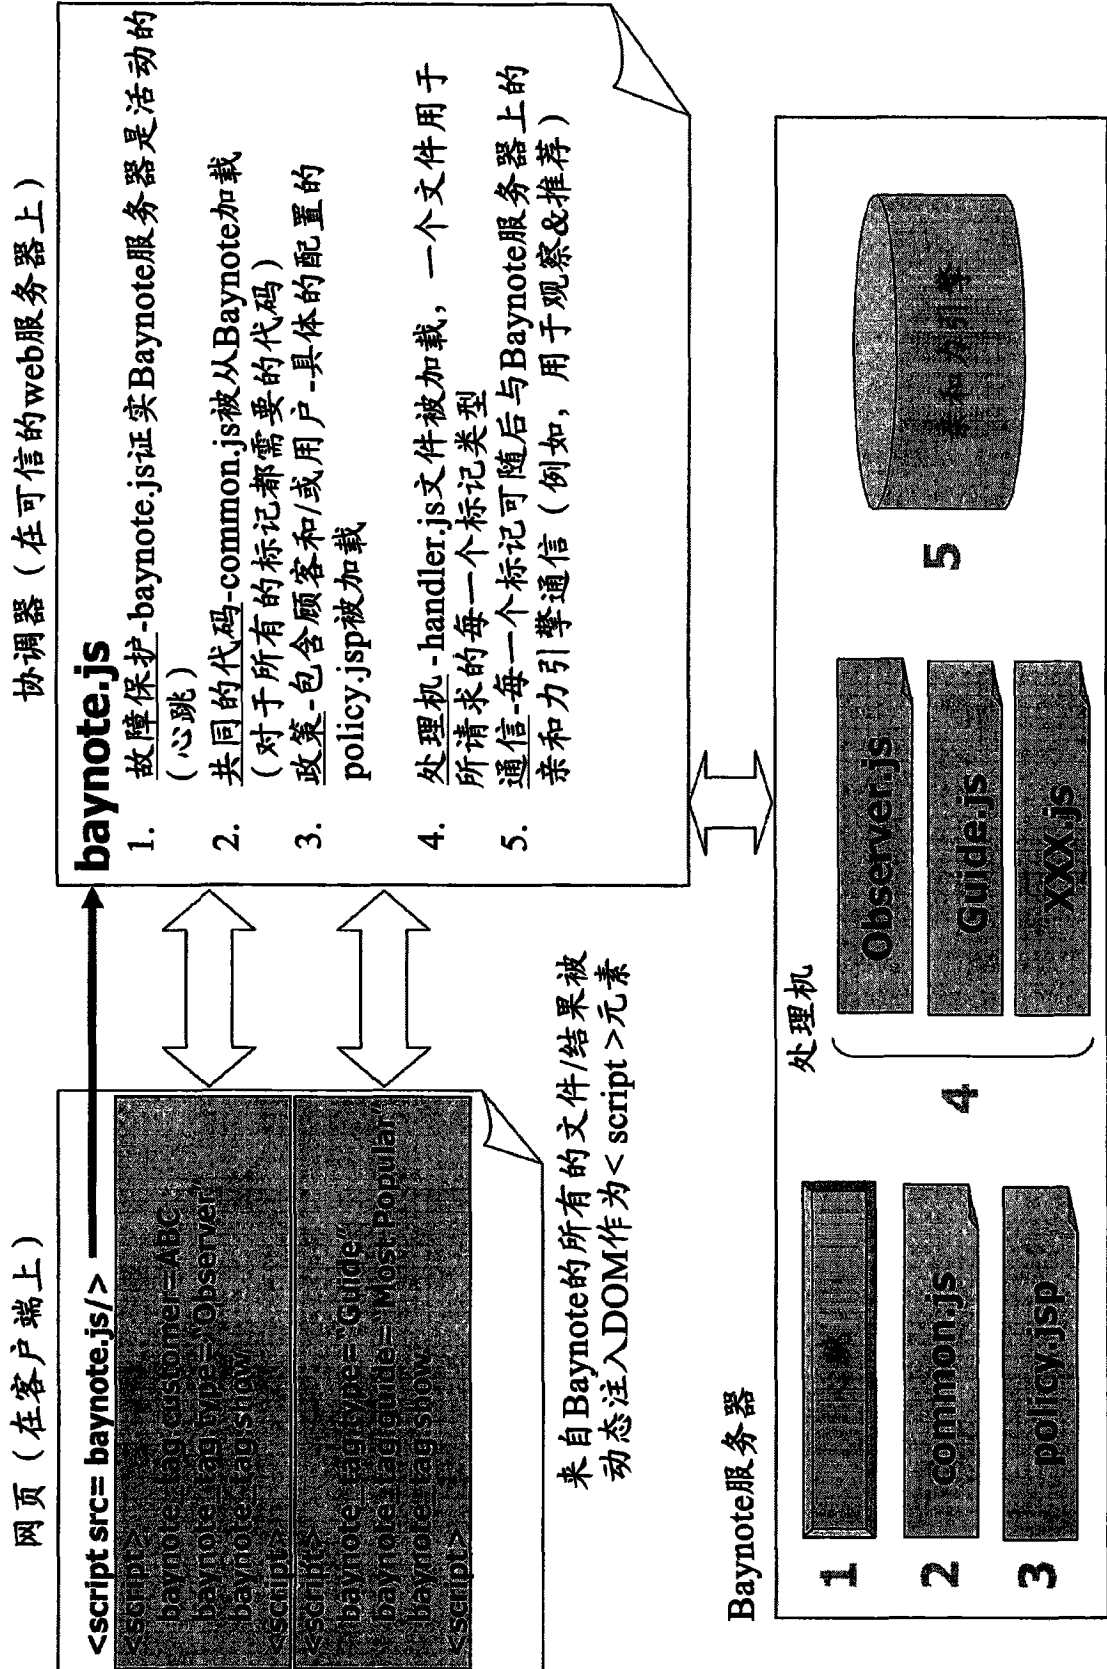 网页（在客户端上）
<script src= baynote.js/>
<script>
baynote_tag.customer=ABC
baynote_tag.type="Observer"
baynote_tag.show
<script>
<script>
baynote_tag.type="Guide"
baynote_tag.guide="Most Popular"
baynote_tag.show
<script>
来自Baynote的所有的文件/结果被
动态注入DOM作为< script >元素
协调器（在可信的web服务器上）
baynote.js
1. 故障保护-baynote.js证实Baynote服务器是活动的
（心跳）
2. 共同的代码-common.js被从Baynote加载
（对于所有的标记都需要的代码）
3. 政策-包含顾客和/或用户-具体的配置的
policy.jsp被加载
4. 处理机-handler.js文件被加载，一个文件用于
所请求的每一个标记类型
5. 通信-每一个标记可随后与Baynote服务器上的
亲和力引擎通信（例如，用于观察&推荐）
Baynote服务器
1
2 common.js
3 policy.jsp
4
处理机
Observer.js
Guide.js
"XXX.js
5
亲和力引擎